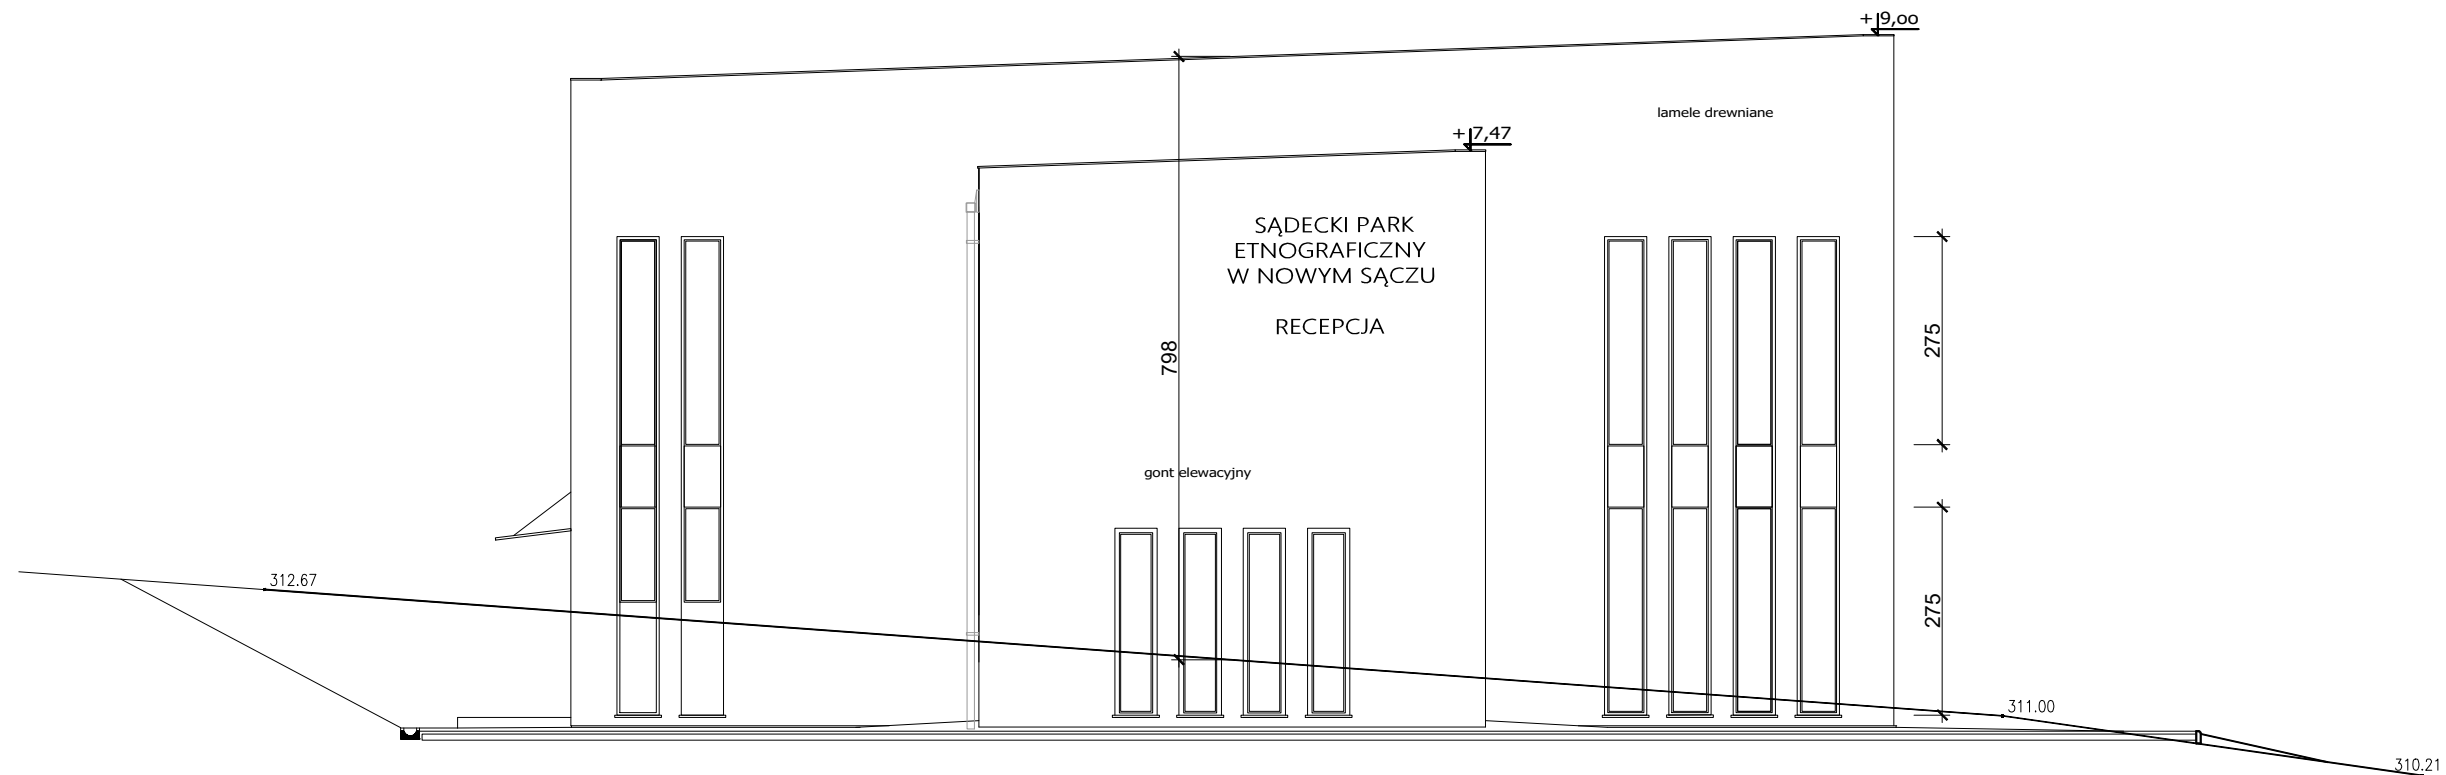 + 9,00
lamele drewniane
+ 7,47
SĄDECKI PARK
ETNOGRAFICZNY
W NOWYM SĄCZU
RECEPCJA
798
275
gont elewacyjny
312.67
275
311.00
310.21